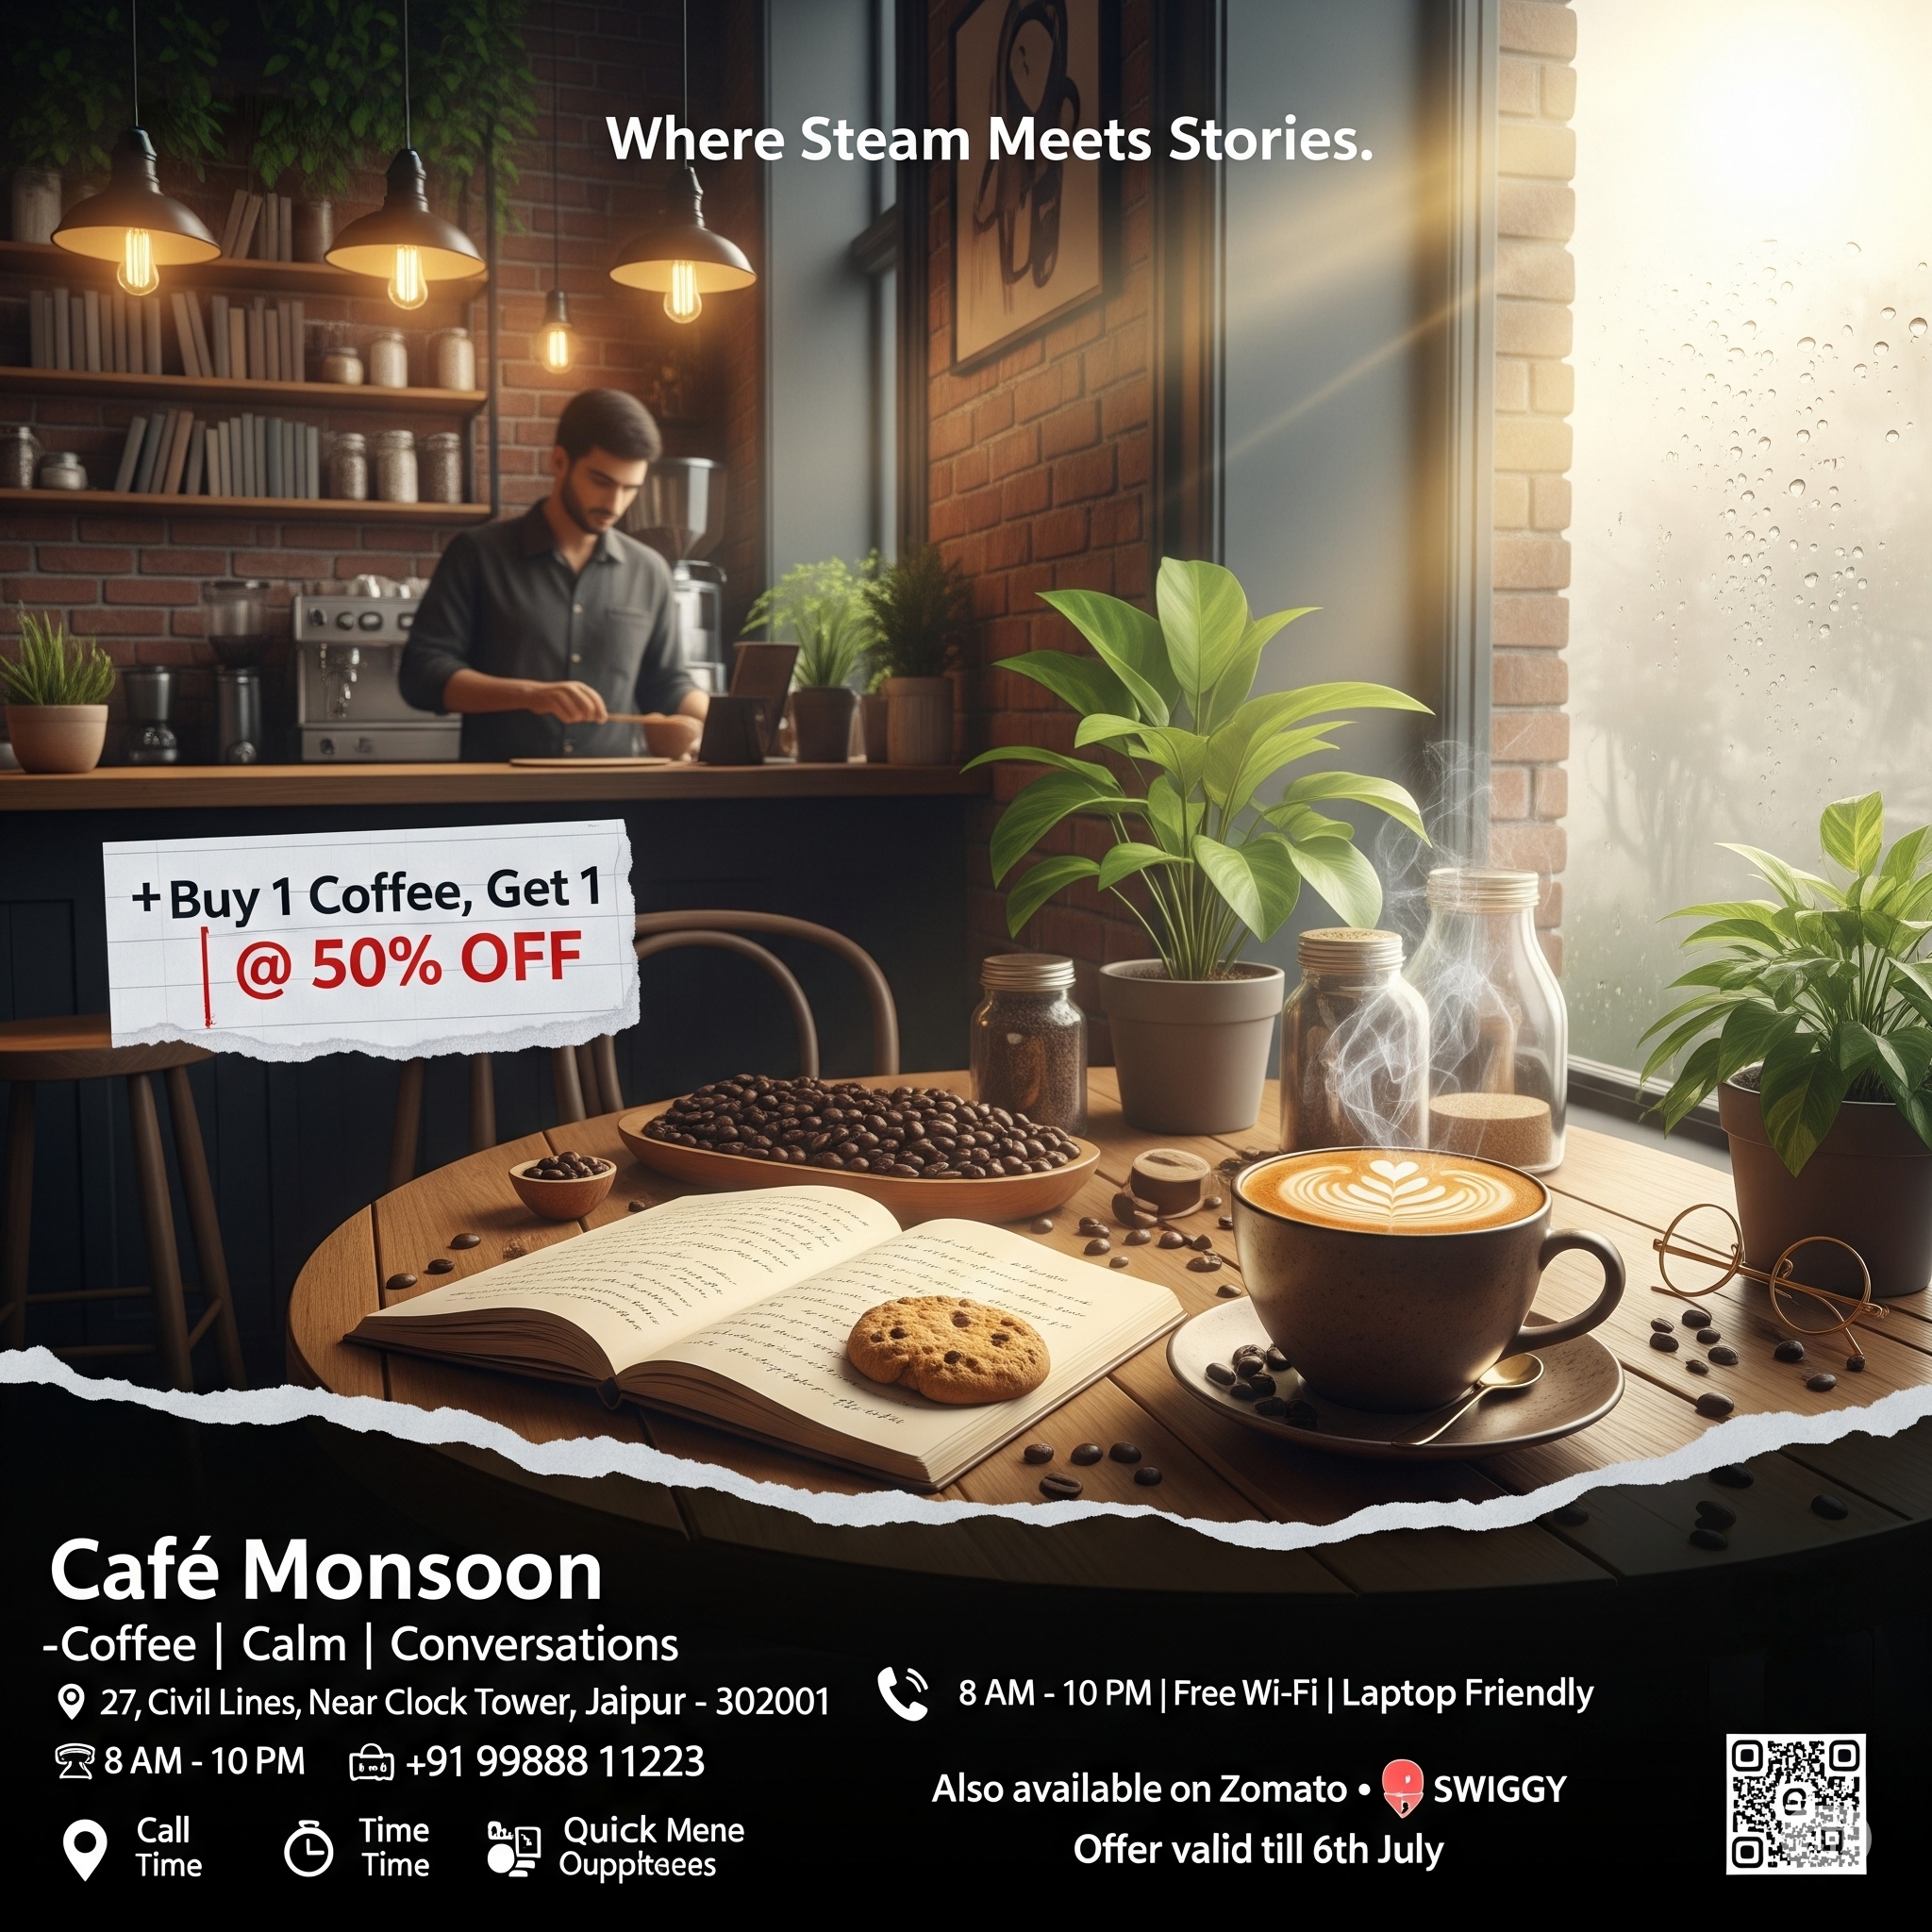 Where Steam Meets Stories.
+Buy 1 Coffee, Get 1
@ 50% OFF
Café Monsoon
-Coffee | Calm | Conversations
27, Civil Lines, Near Clock Tower, Jaipur - 302001
8 AM - 10 PM +91 99888 11223
Call
Time
Time
Time
Quick Mene
Ouppiteees
8 AM - 10 PM | Free Wi-Fi | Laptop Friendly
Also available on Zomato • SWIGGY
Offer valid till 6th July